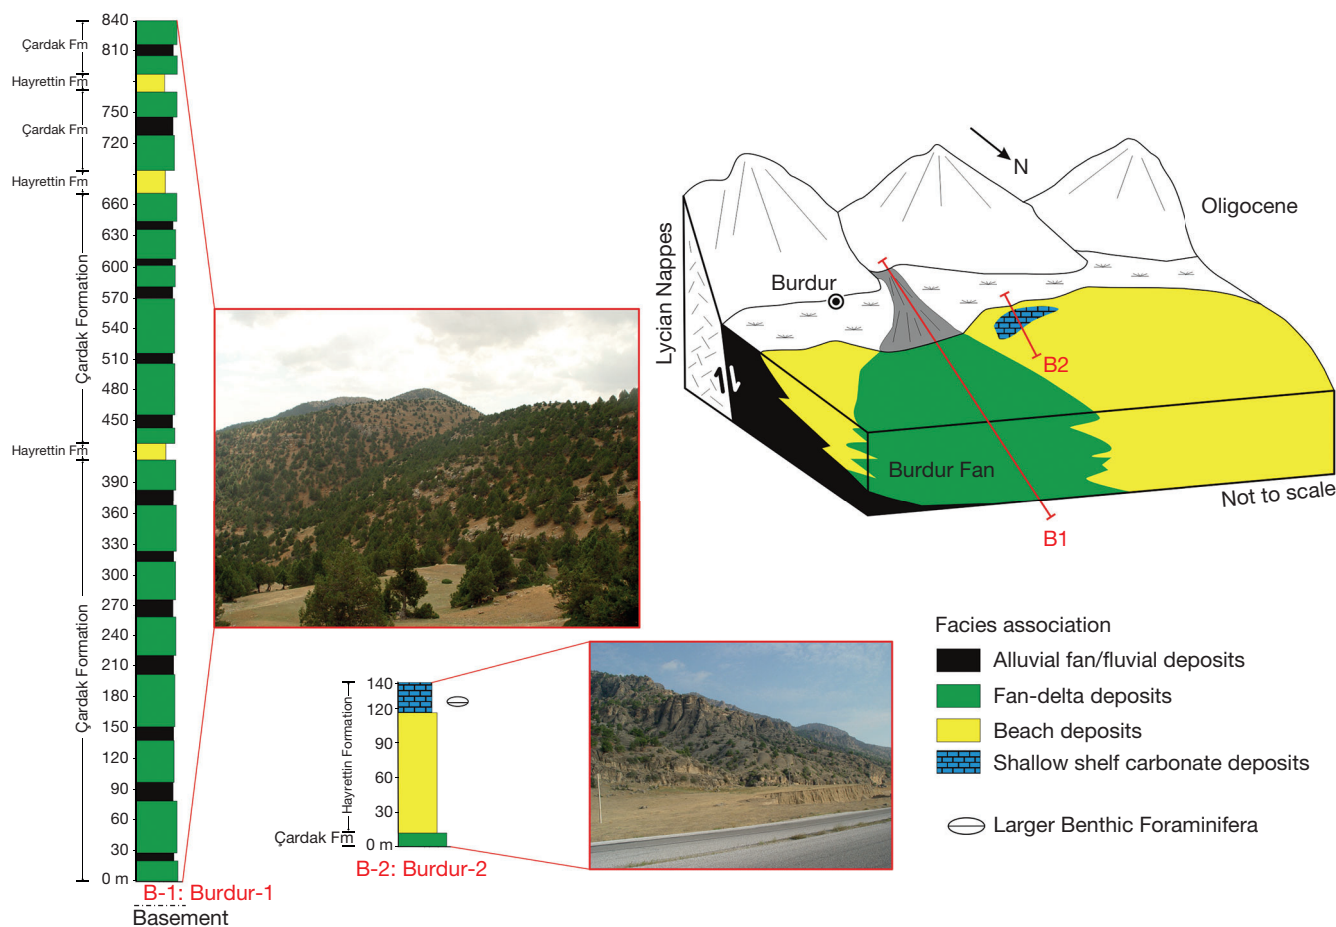 840
Çardak Fm
810
Hayrettin Fm
750
Çardak Fm
720
Hayrettin Fm
660
630
600
570
540
510
480
450
Çardak Formation
Hayrettin Fm
390
360
330
300
270
240
210
180
150
120
90
60
30
0 m
Çardak Formation
B-1: Burdur-1
Basement
140
120
90
60
30
0 m
Hayrettin Formation
Çardak Fm
B-2: Burdur-2
N
Oligocene
Lycian Nappes
Burdur
B2
Burdur Fan
Not to scale
B1
Facies association
Alluvial fan/fluvial deposits
Fan-delta deposits
Beach deposits
Shallow shelf carbonate deposits
Larger Benthic Foraminifera